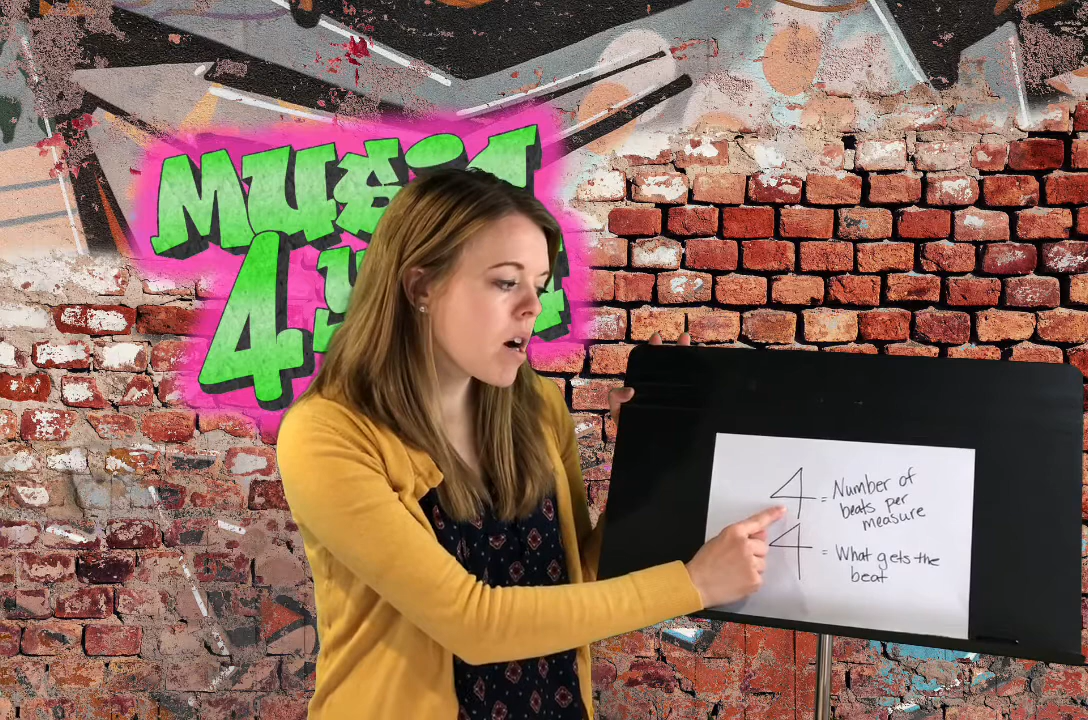 MUSIC
4
4 = Number of
beats per
measure
4 = What gets the
beat